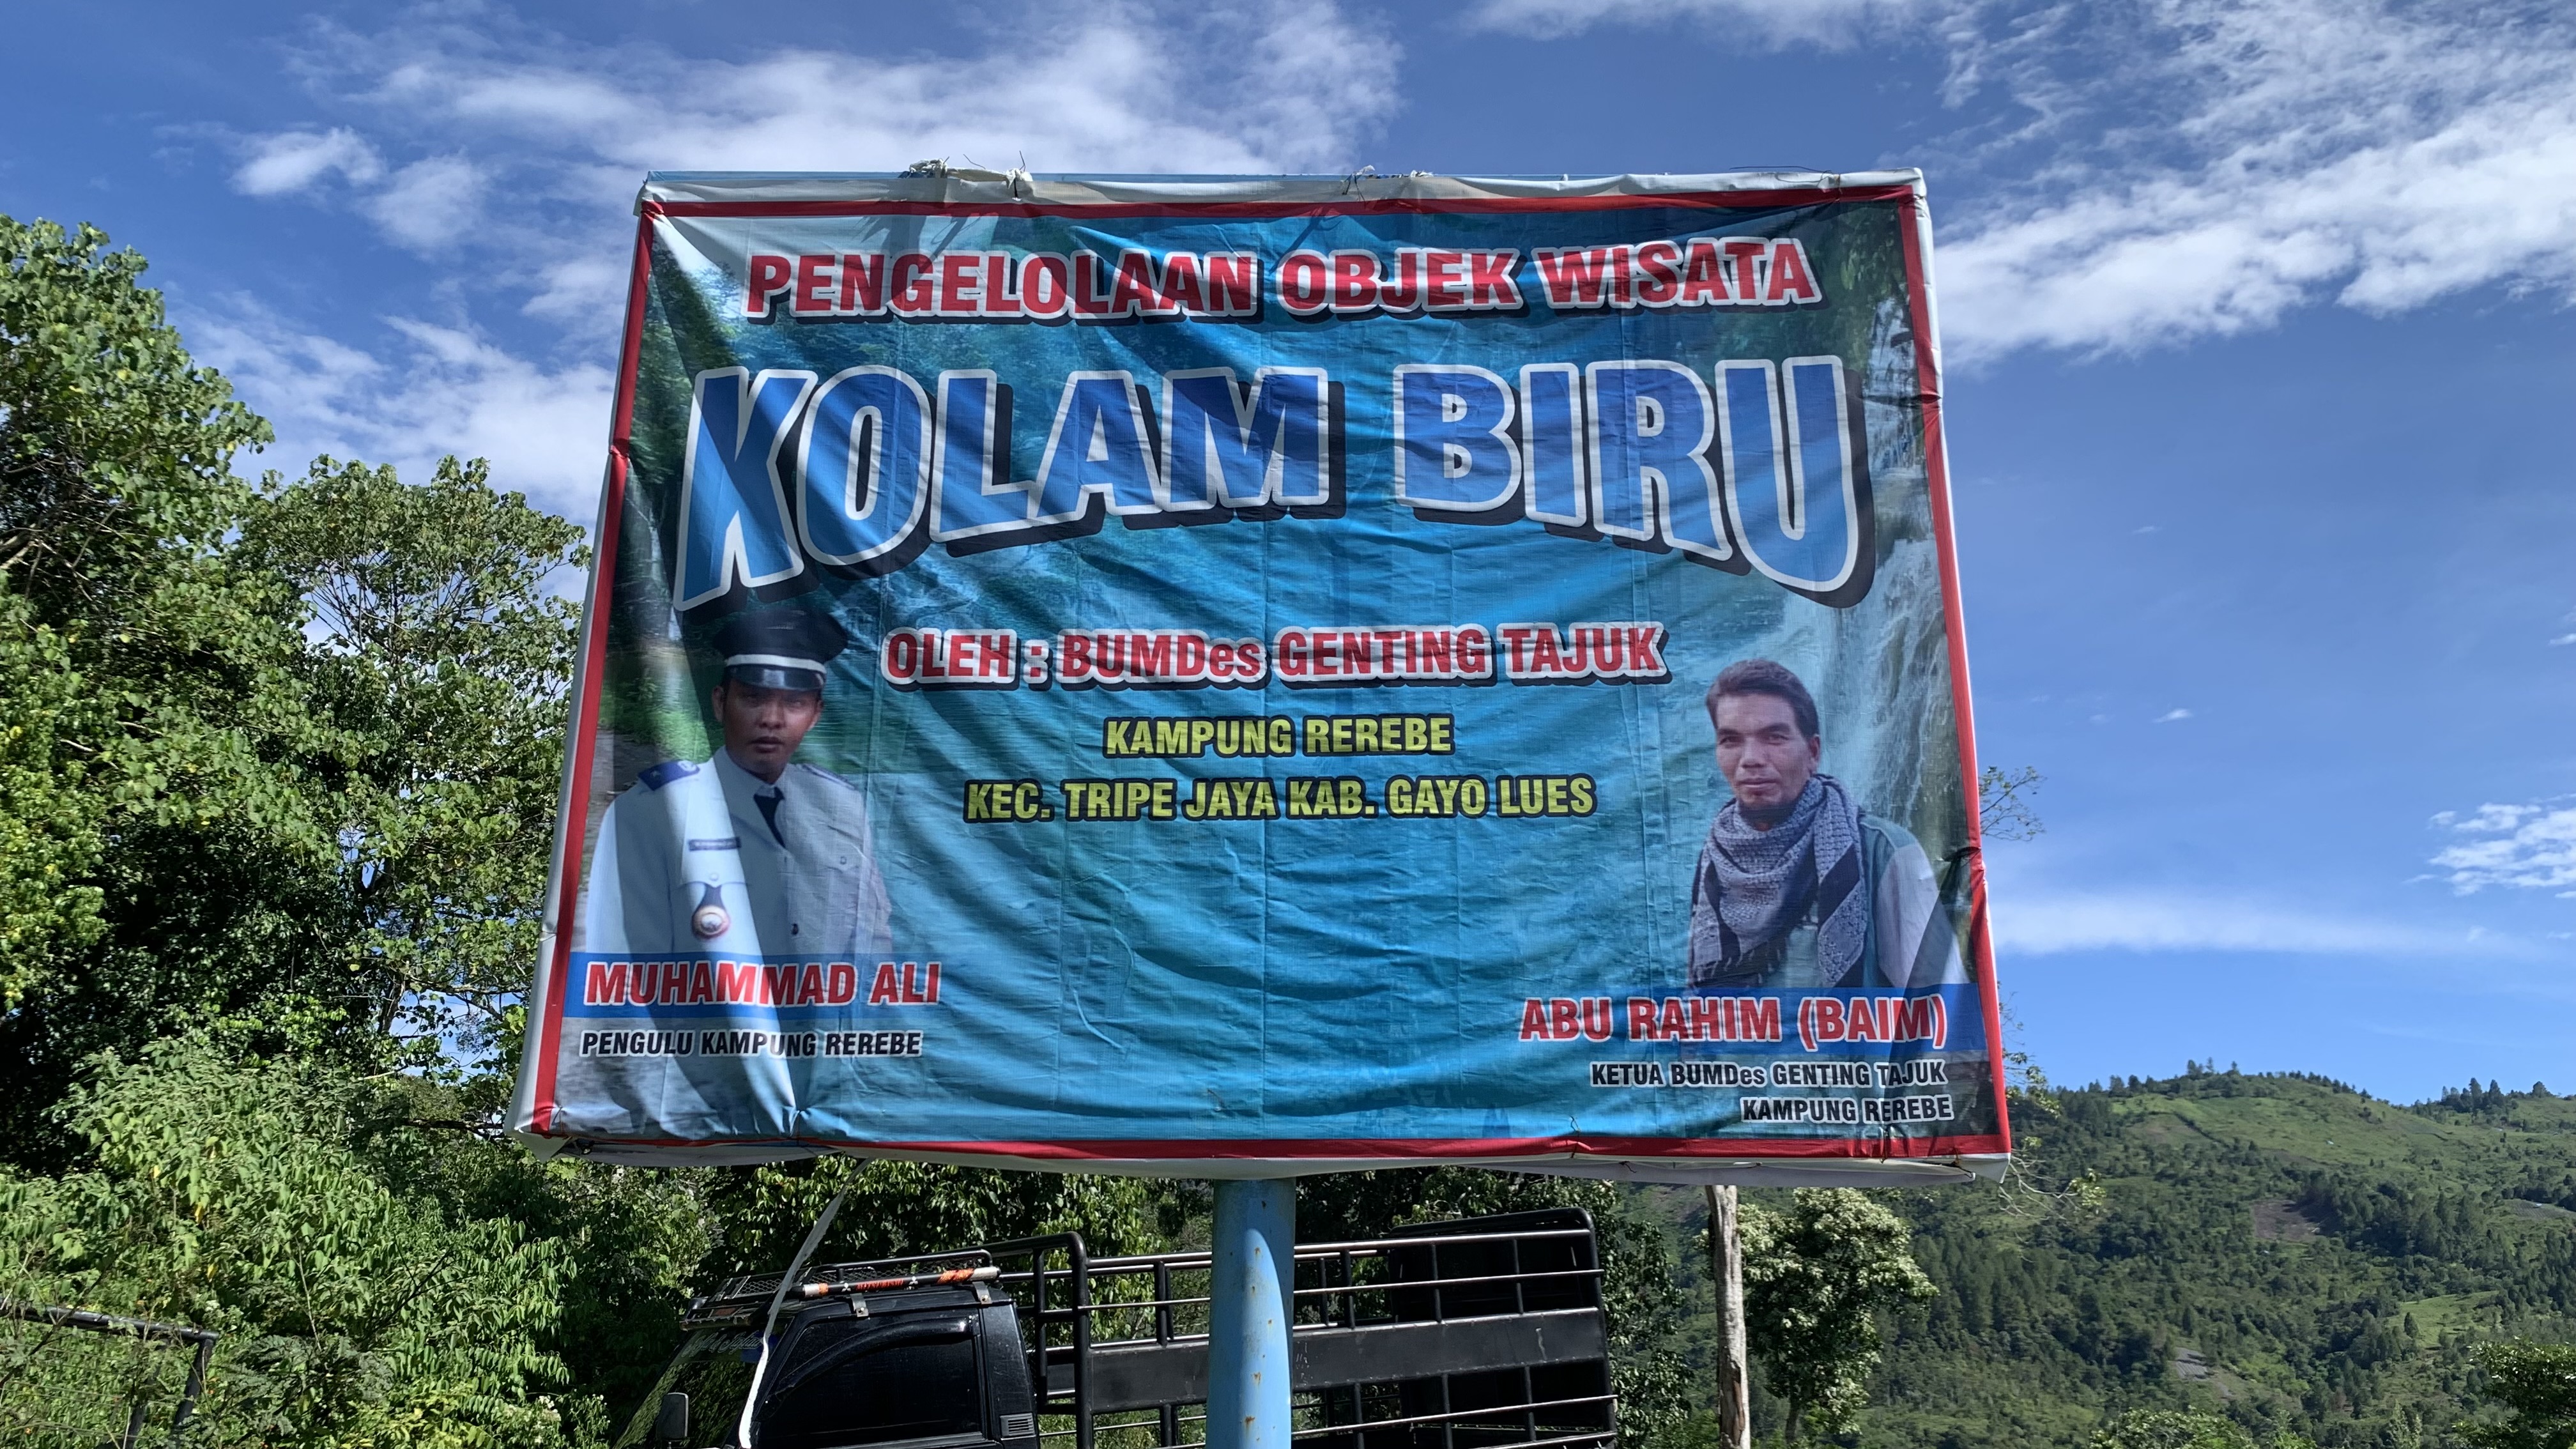 PENGELOLAAN OBJEK WISATA
KOLAM BIRU
OLEH : BUMDes GENTING TAJUK
KAMPUNG REREBE
KEC. TRIPE JAYA KAB. GAYO LUES
MUHAMMAD ALI
PENGULU KAMPUNG REREBE
ABU RAHIM (BAIM)
KETUA BUMDes GENTING TAJUK
KAMPUNG REREBE